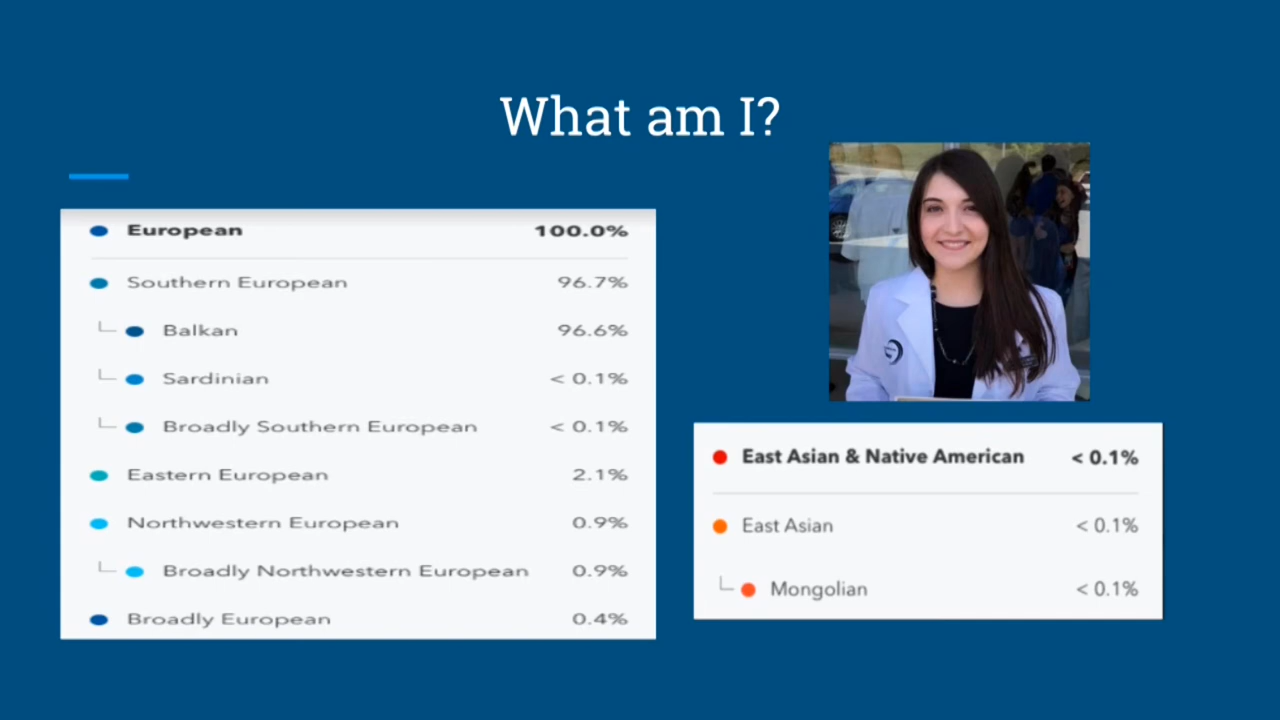 What am I?
European 100.0%
Southern European 96.7%
Balkan 96.6%
Sardinian < 0.1%
Broadly Southern European < 0.1%
Eastern European 2.1%
Northwestern European 0.9%
Broadly Northwestern European 0.9%
Broadly European 0.4%
East Asian & Native American < 0.1%
East Asian < 0.1%
Mongolian < 0.1%